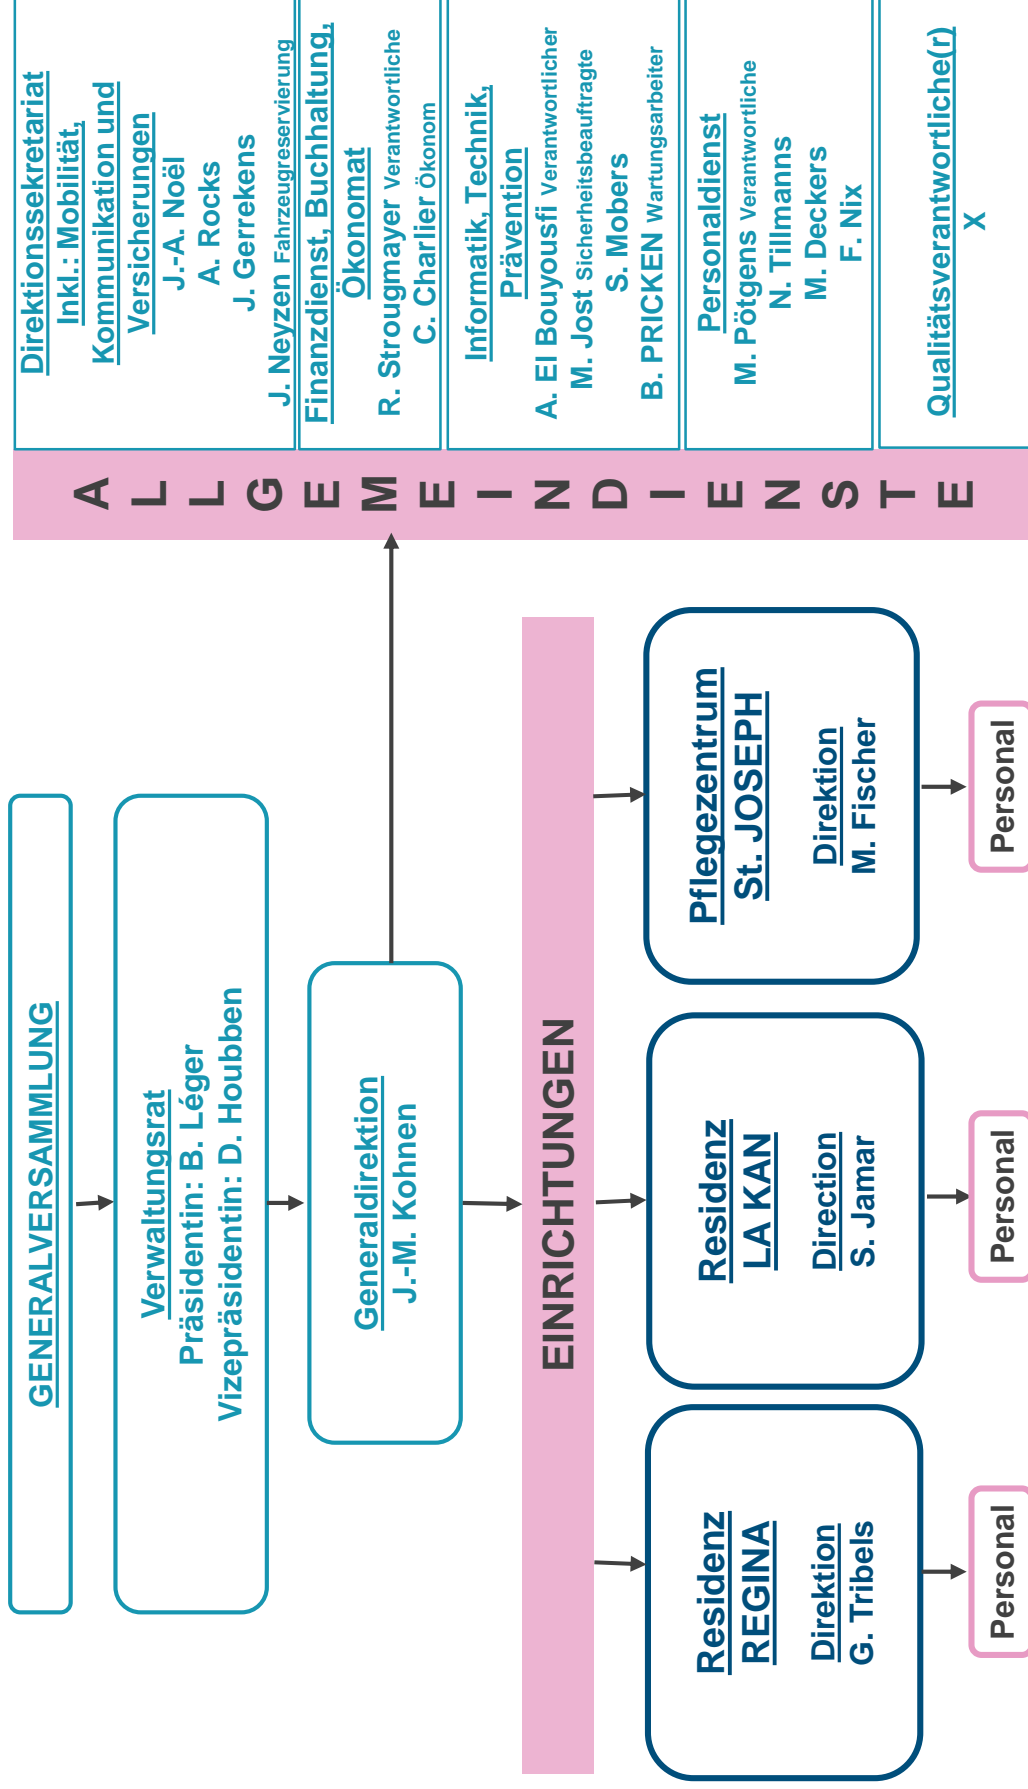 GENERALVERSAMMLUNG
Verwaltungsrat
Präsidentin: B. Léger
Vizepräsidentin: D. Houbben
Generaldirektion
J.-M. Kohnen
EINRICHTUNGEN
Residenz
REGINA
Direktion
G. Tribels
Personal
Residenz
LA KAN
Direction
S. Jamar
Personal
Pflegezentrum
St. JOSEPH
Direktion
M. Fischer
Personal
ALLGEMEINDIENSTE
Direktionssekretariat
Inkl.: Mobilität,
Kommunikation und
Versicherungen
J.-A. Noël
A. Rocks
J. Gerrekens
J. Neyzen Fahrzeugreservierung
Finanzdienst, Buchhaltung,
Ökonomat
R. Strougmayer Verantwortliche
C. Charlier Ökonom
Informatik, Technik,
Prävention
A. El Bouyousfi Verantwortlicher
M. Jost Sicherheitsbeauftragte
S. Mobers
B. PRICKEN Wartungsarbeiter
Personaldienst
M. Pötgens Verantwortliche
N. Tillmanns
M. Deckers
F. Nix
Qualitätsverantwortliche(r)
X